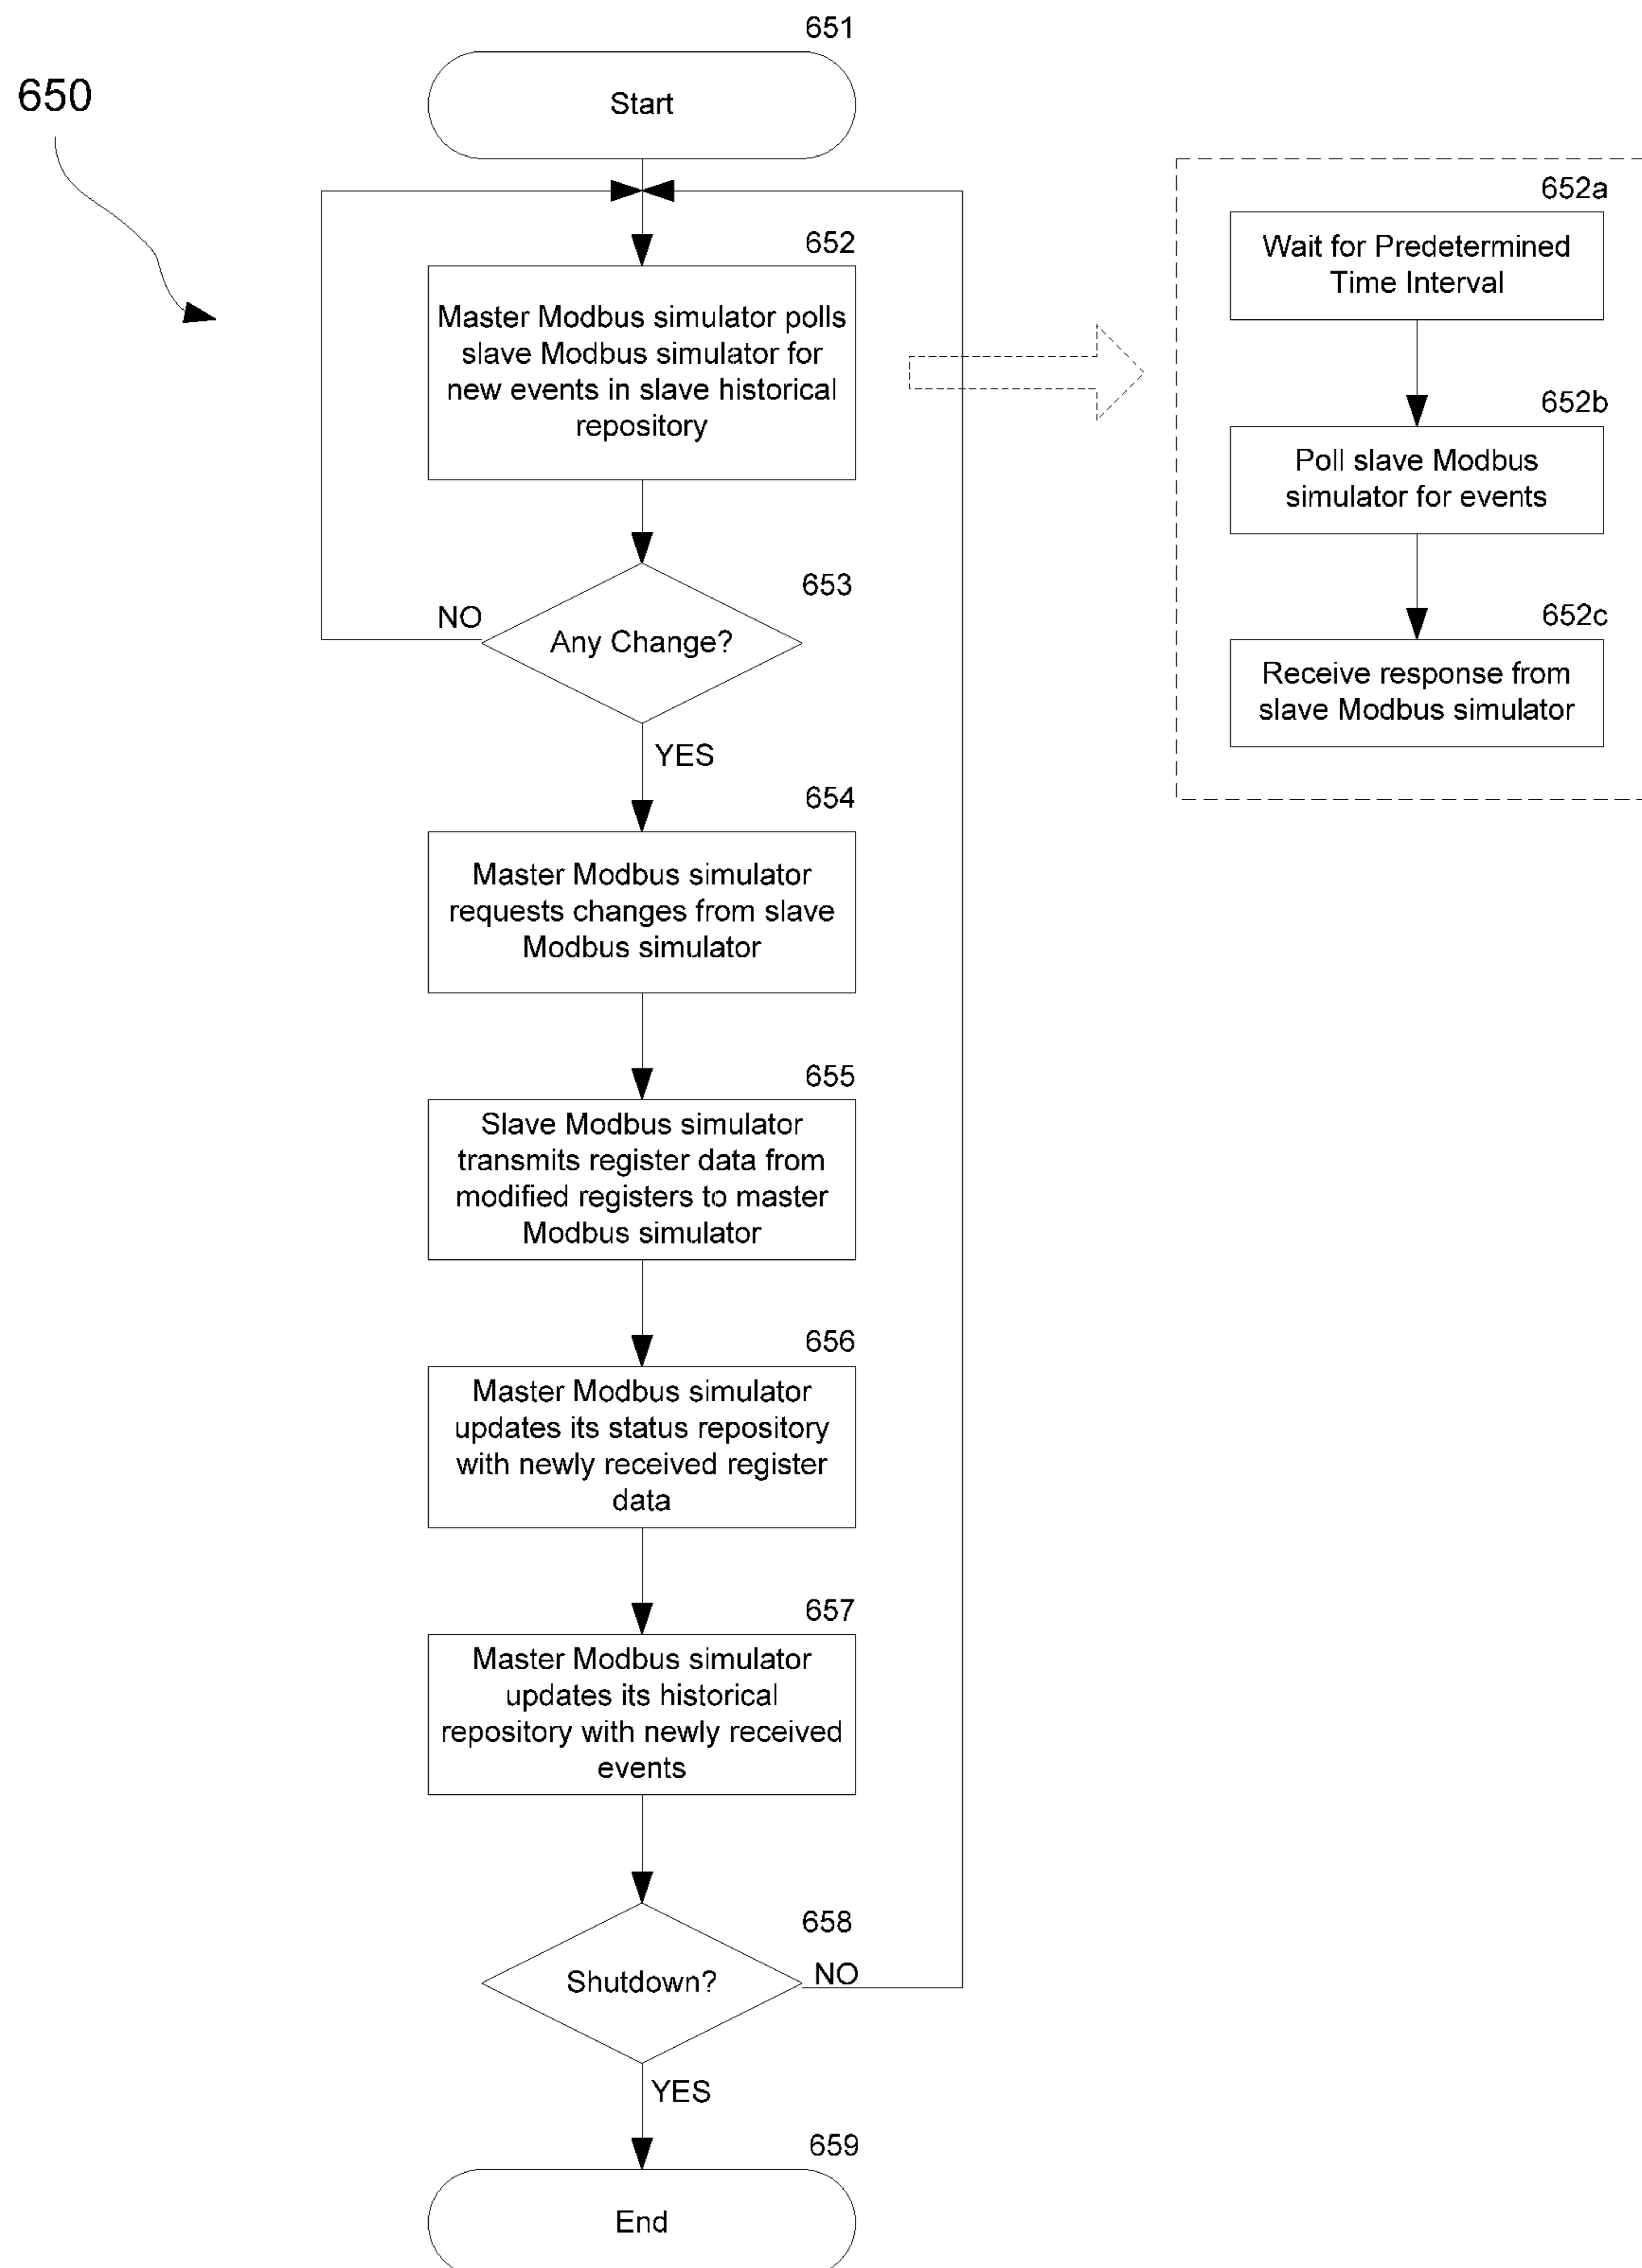 650
651
Start
652
Master Modbus simulator polls
slave Modbus simulator for
new events in slave historical
repository
653
NO
Any Change?
YES
654
Master Modbus simulator
requests changes from slave
Modbus simulator
655
Slave Modbus simulator
transmits register data from
modified registers to master
Modbus simulator
656
Master Modbus simulator
updates its status repository
with newly received register
data
657
Master Modbus simulator
updates its historical
repository with newly received
events
658
Shutdown?
NO
YES
659
End
652a
Wait for Predetermined
Time Interval
652b
Poll slave Modbus
simulator for events
652c
Receive response from
slave Modbus simulator